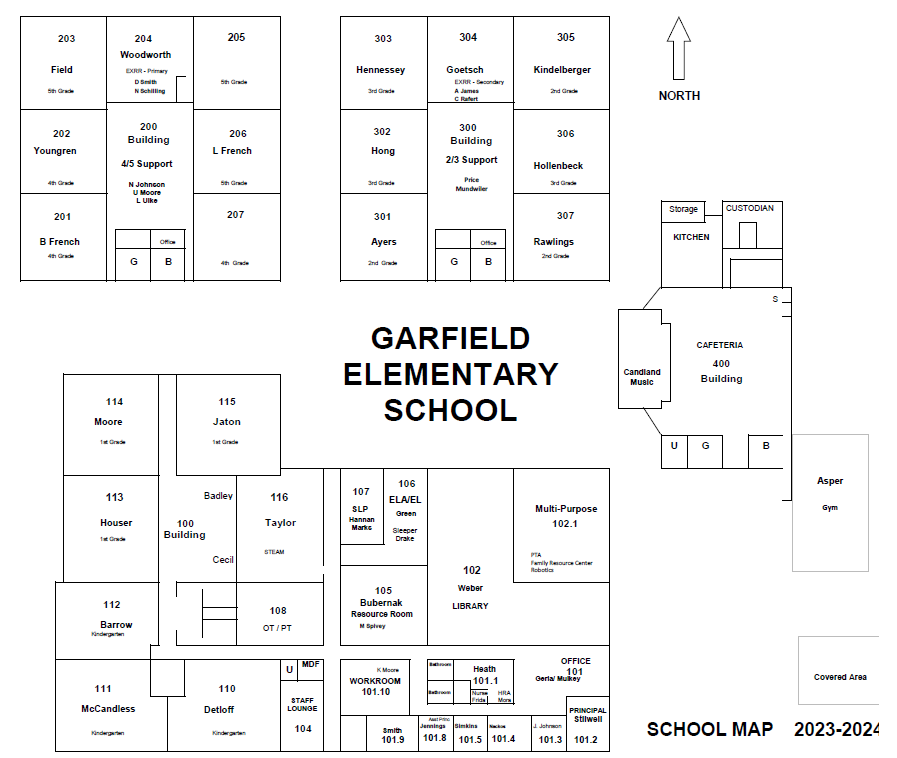 203
Field
5th Grade
204
Woodworth
EXRR - Primary
D Smith
N Schilling
205
5th Grade
202
Youngren
4th Grade
200
Building
4/5 Support
N Johnson
U Moore
L Ulke
206
L French
5th Grade
201
B French
4th Grade
Office
G
B
207
4th Grade
303
Hennessey
3rd Grade
304
Goetsch
EXRR - Secondary
A James
C Rafert
305
Kindelberger
2nd Grade
302
Hong
3rd Grade
300
Building
2/3 Support
Price
Mundwiler
306
Hollenbeck
3rd Grade
301
Ayers
2nd Grade
Office
G
B
307
Rawlings
2nd Grade
NORTH
Storage
CUSTODIAN
KITCHEN
S
CAFETERIA
400
Building
Candland
Music
U
G
B
Asper
Gym
GARFIELD
ELEMENTARY
SCHOOL
114
Moore
1st Grade
115
Jaton
1st Grade
113
Houser
1st Grade
100
Building
Badley
Cecil
116
Taylor
STEAM
107
SLP
Hannan
Marks
106
ELA/EL
Green
Sleeper
Drake
102
Weber
LIBRARY
Multi-Purpose
102.1
PTA
Family Resource Center
Robotics
112
Barrow
Kindergarten
108
OT / PT
105
Bubernak
Resource Room
M Spivey
111
McCandless
Kindergarten
110
Detloff
Kindergarten
U
MDF
STAFF
LOUNGE
104
K Moore
WORKROOM
101.10
Bathroom
Bathroom
Heath
101.1
Nurse
Frida
HRA
Mora
OFFICE
101
Gerla/ Mulkey
PRINCIPAL
Stilwell
101.2
Smith
101.9
Asst Princ
Jennings
101.8
Simkins
101.5
Neckos
101.4
J. Johnson
101.3
Covered Area
SCHOOL MAP 2023-2024